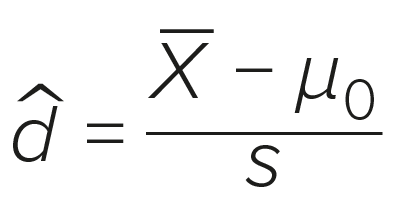 d̂ = (X̄ − μ₀) / s